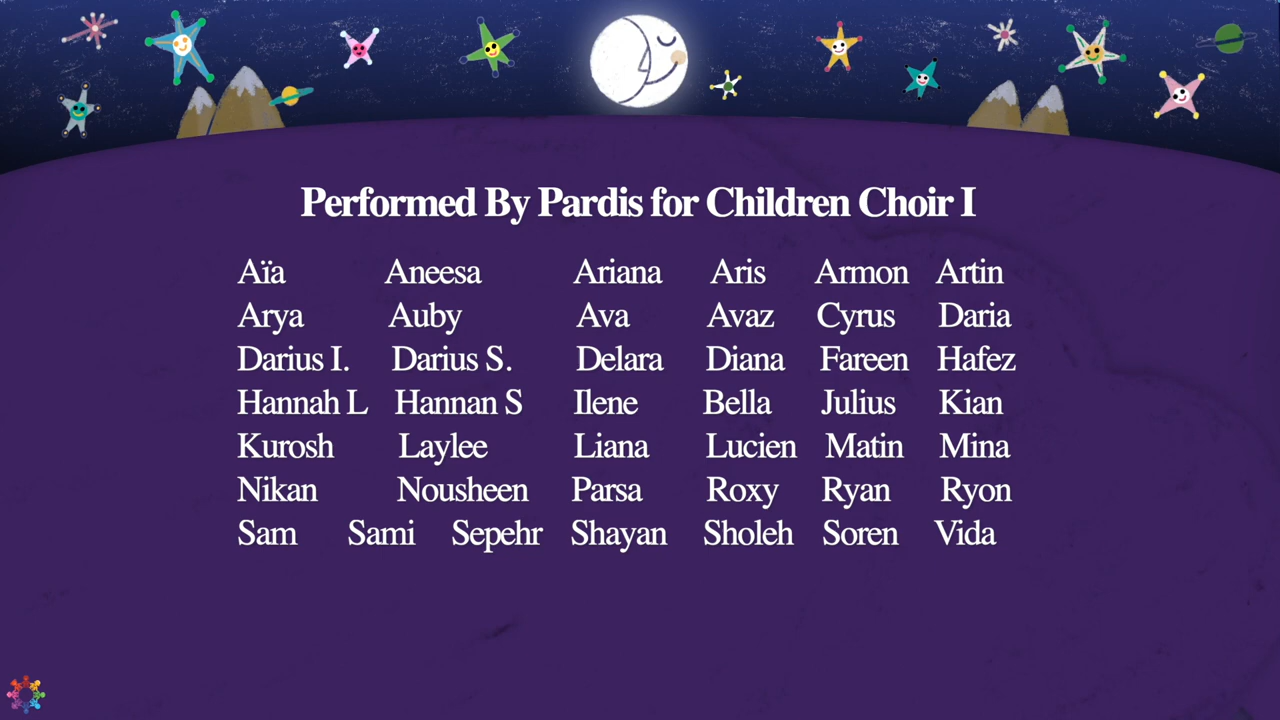 Performed By Pardis for Children Choir I
Aïa Aneesa Ariana Aris Armon Artin
Arya Auby Ava Avaz Cyrus Daria
Darius I. Darius S. Delara Diana Fareen Hafez
Hannah L Hannan S Ilene Bella Julius Kian
Kurosh Laylee Liana Lucien Matin Mina
Nikan Nousheen Parsa Roxy Ryan Ryon
Sam Sami Sepehr Shayan Sholeh Soren Vida